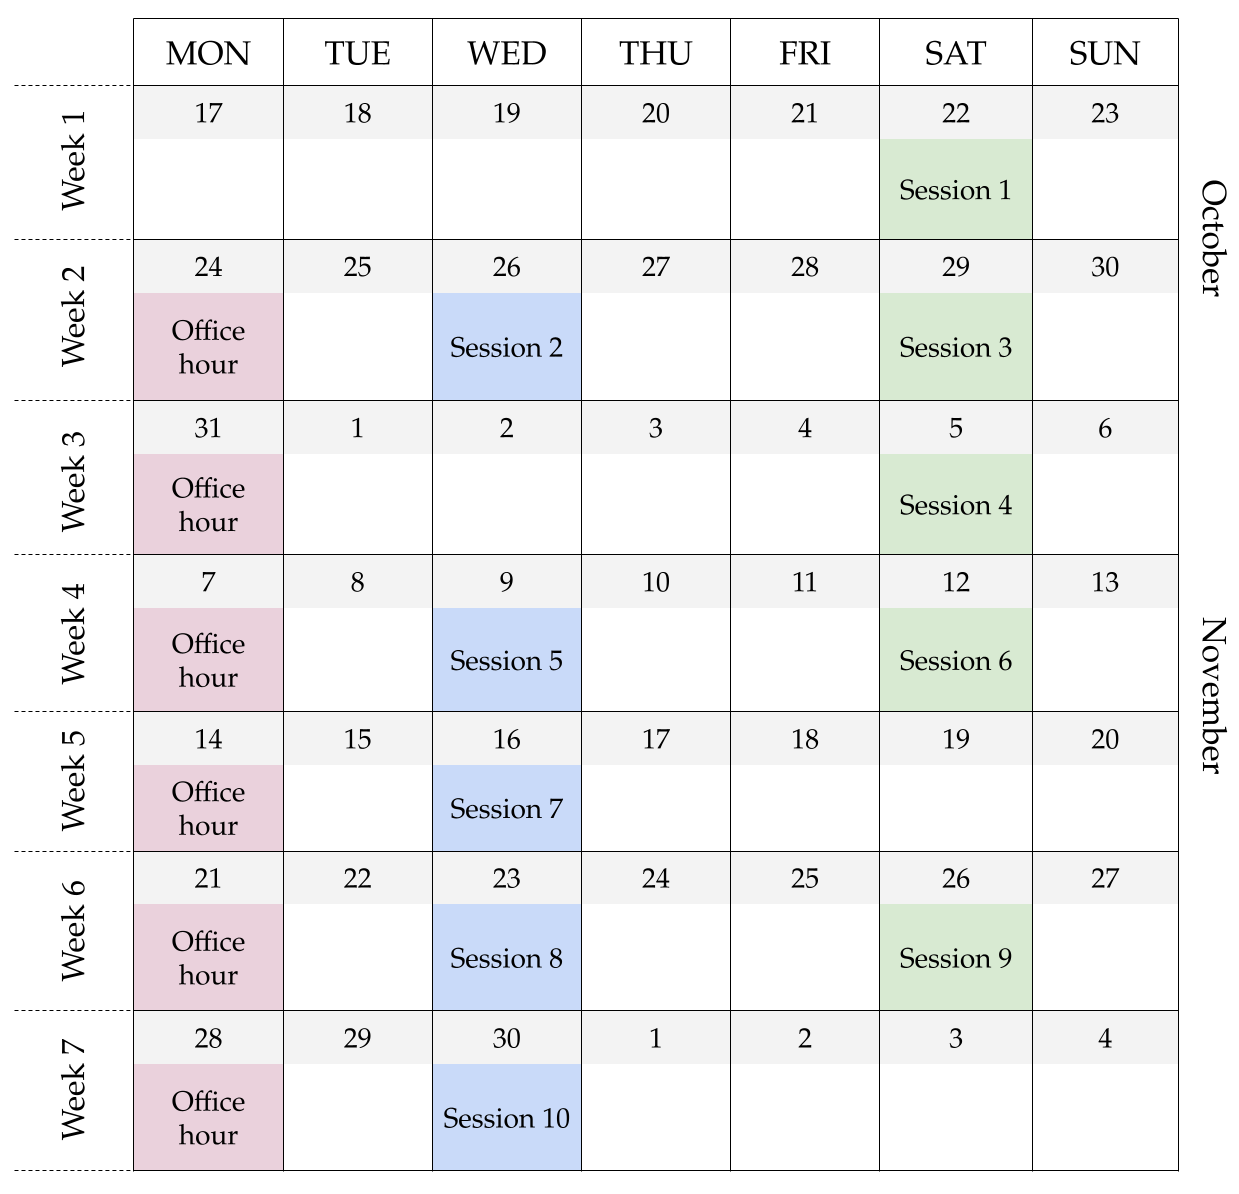 MON TUE WED THU FRI SAT SUN
Week 1
17 18 19 20 21 22 23
Session 1
October
Week 2
24 25 26 27 28 29 30
Office
hour
Session 2
Session 3
Week 3
31 1 2 3 4 5 6
Office
hour
Session 4
Week 4
7 8 9 10 11 12 13
Office
hour
Session 5
Session 6
November
Week 5
14 15 16 17 18 19 20
Office
hour
Session 7
Week 6
21 22 23 24 25 26 27
Office
hour
Session 8
Session 9
Week 7
28 29 30 1 2 3 4
Office
hour
Session 10